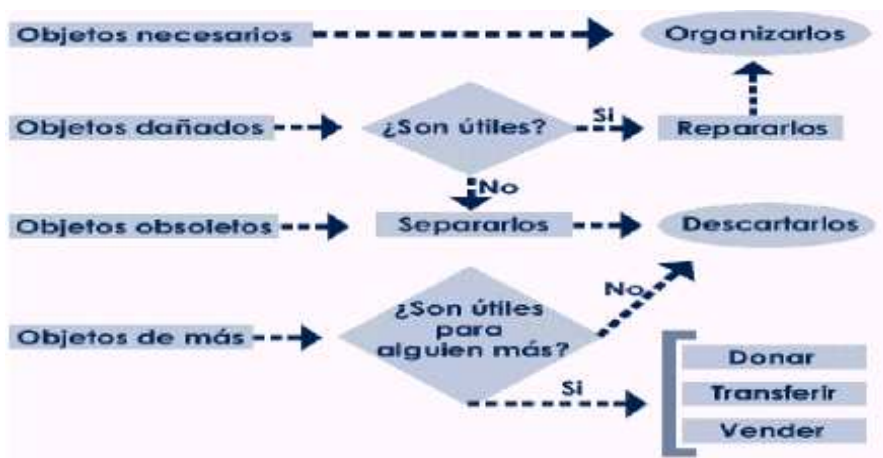 Objetos necesarios
Organizarlos
Objetos dañados
¿Son útiles?
Si
Repararlos
No
Objetos obsoletos
Separarlos
Descartarlos
Objetos de más
¿Son útiles
para
alguien más?
No
Si
Donar
Transferir
Vender